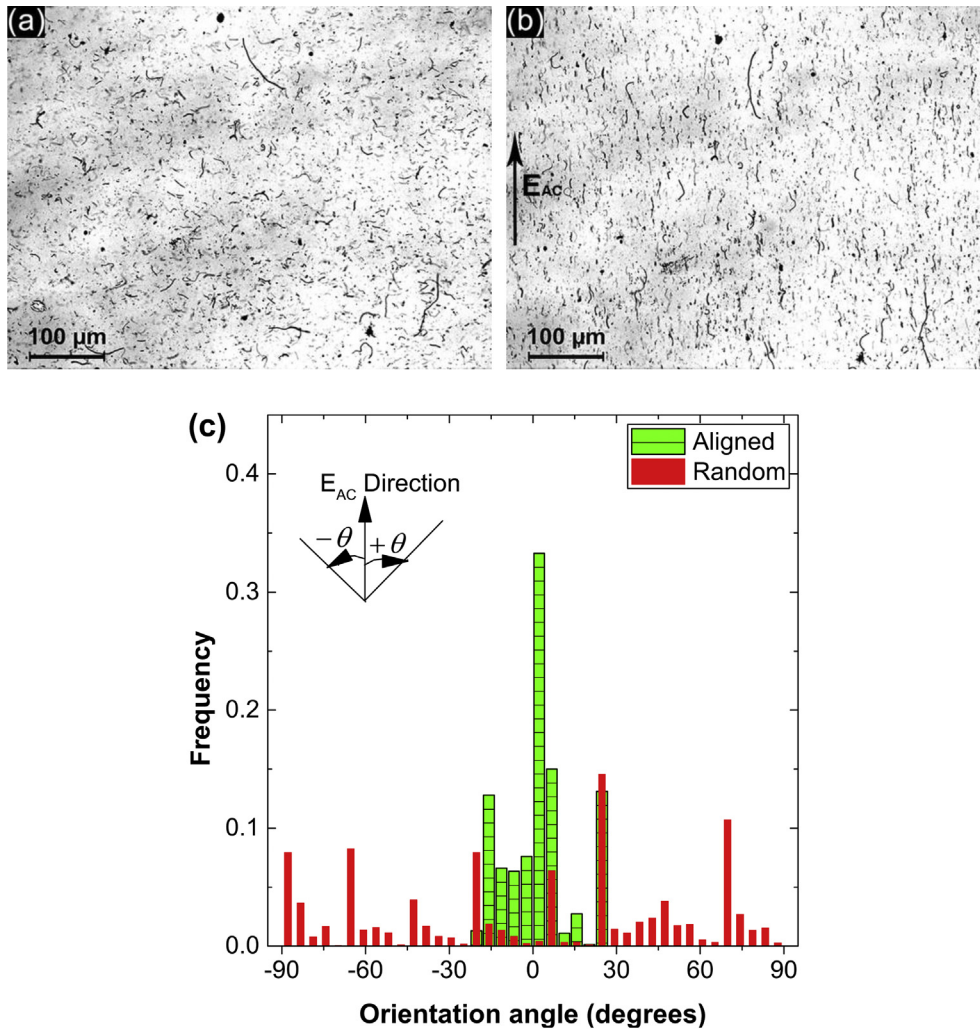 (a)
100 µm
(b)
E_AC
100 µm
(c)
Aligned
Random
E_AC Direction
−θ
+θ
0.4
0.3
0.2
0.1
0.0
Frequency
-90
-60
-30
0
30
60
90
Orientation angle (degrees)